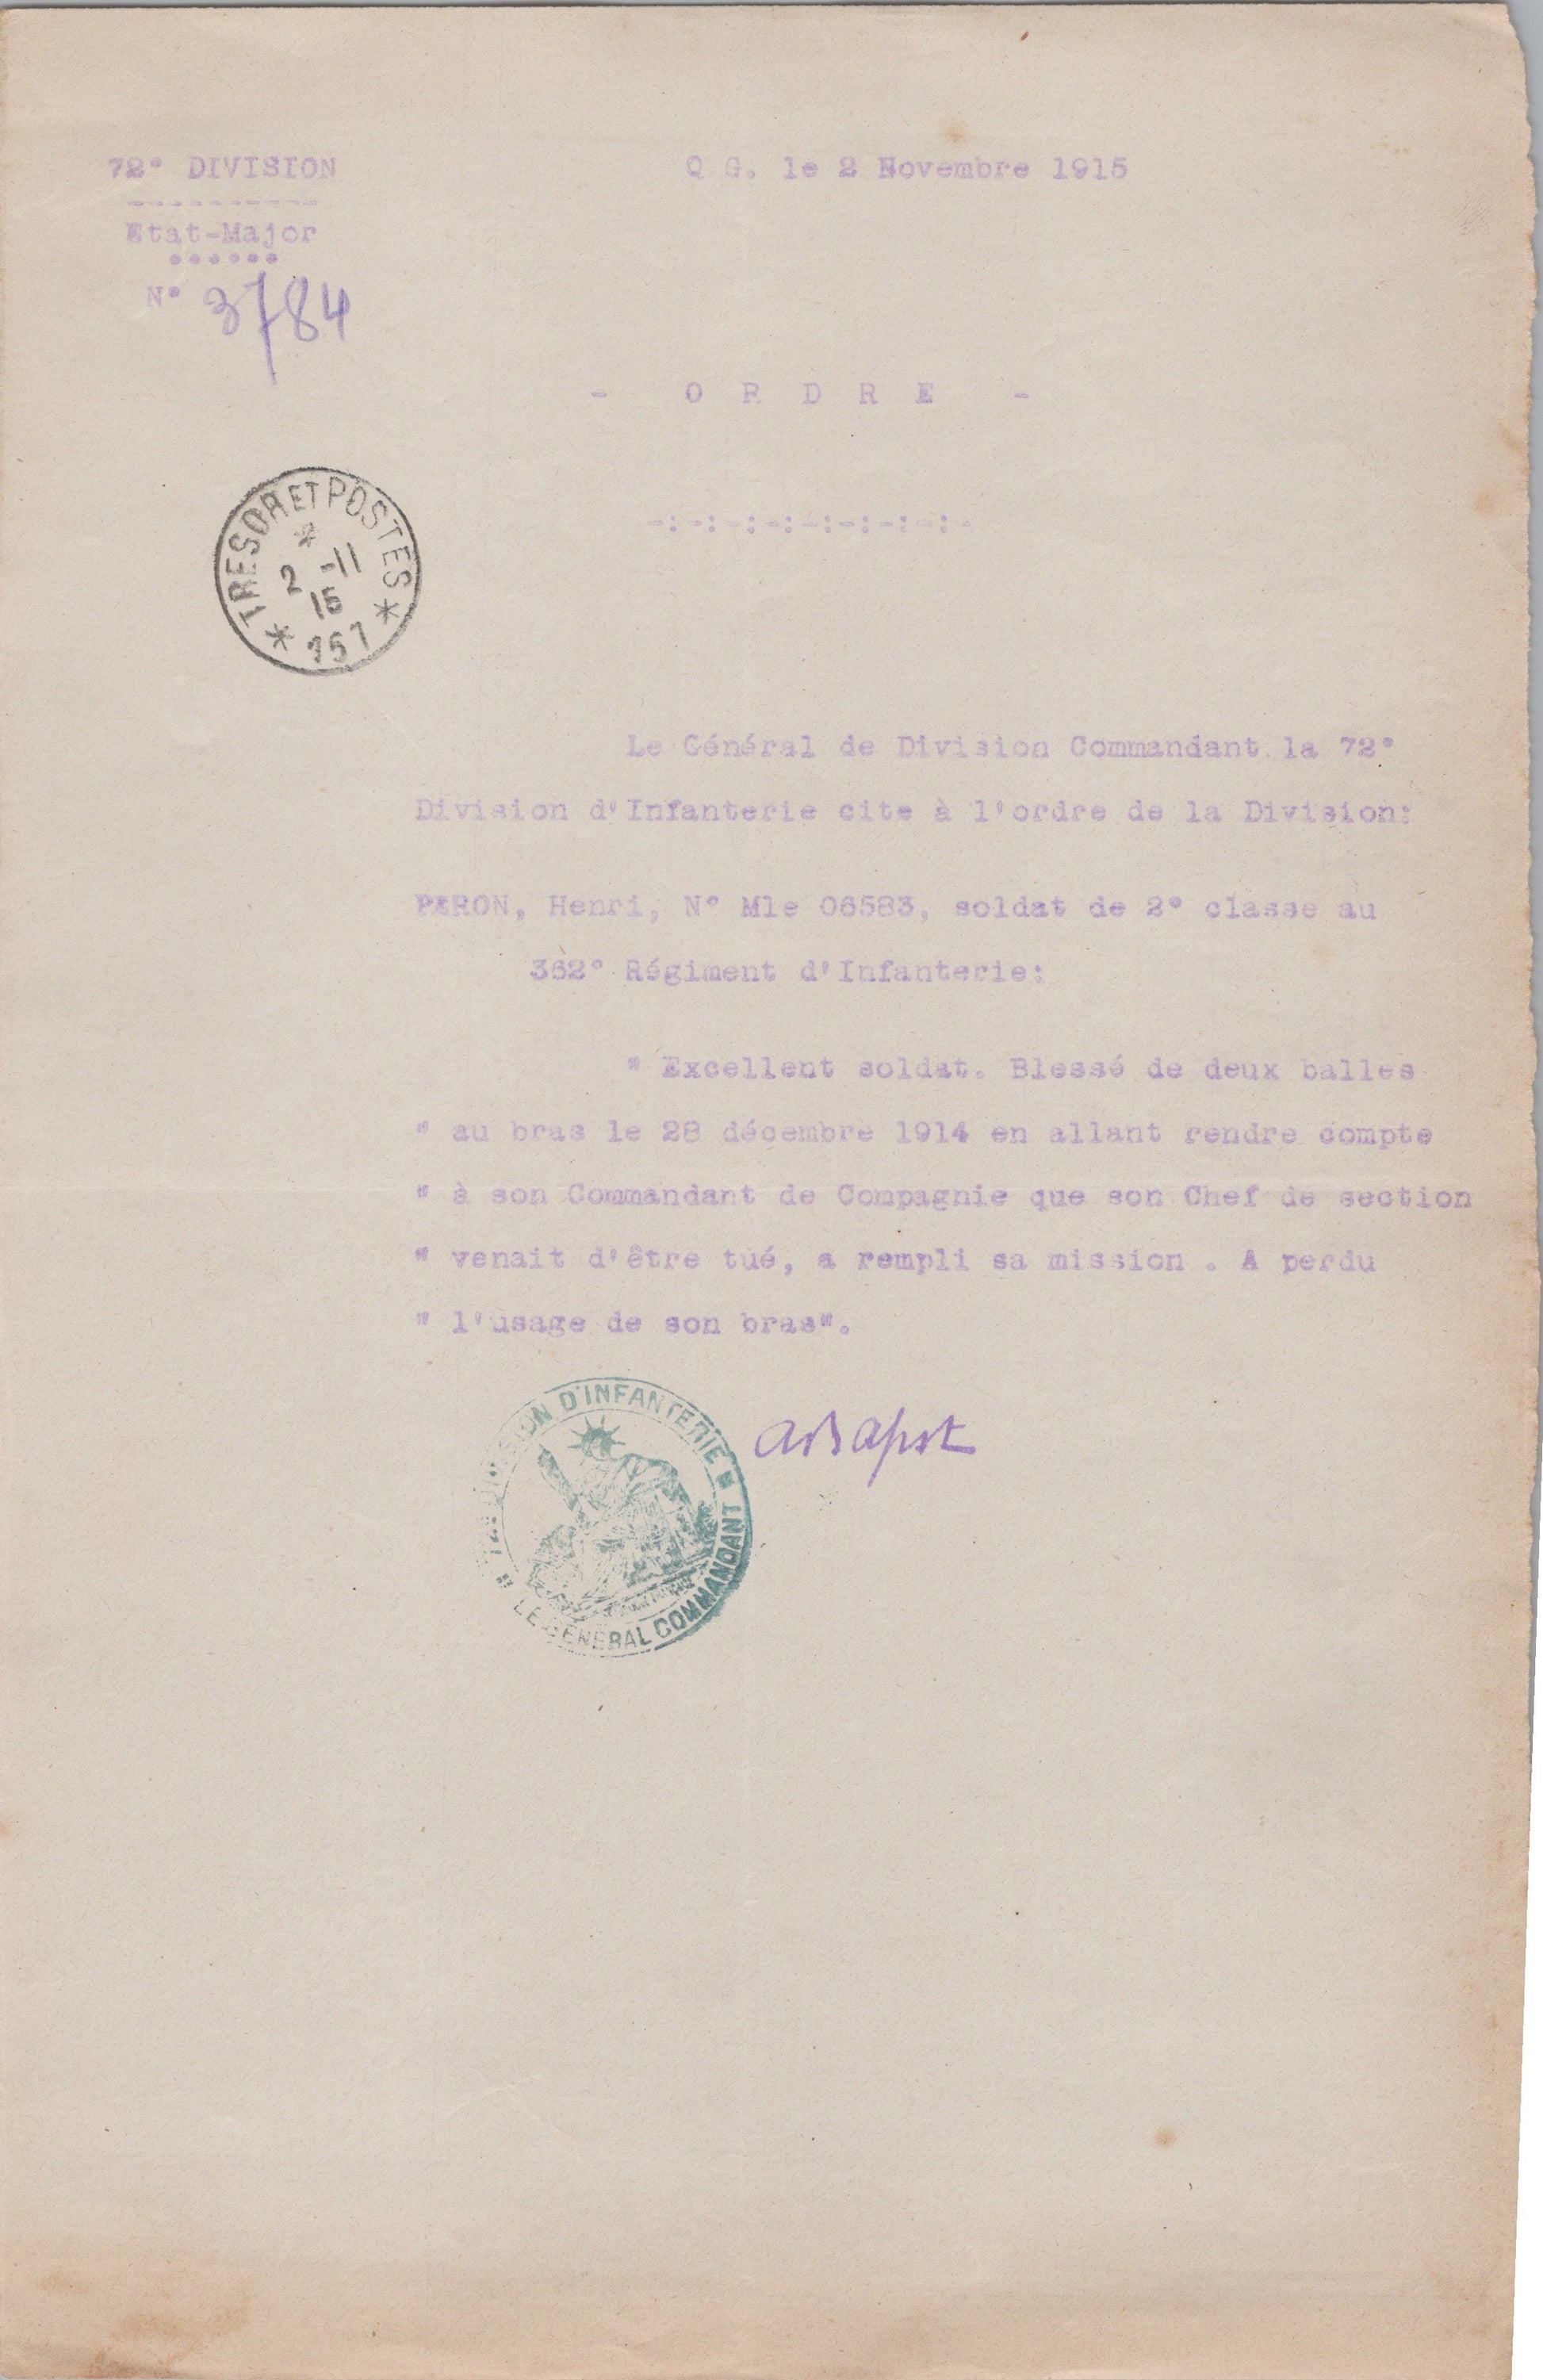 72° DIVISION
Q G. le 2 Novembre 1915
----------
Etat-Major
N° 3784
- O R D R E -
-:-:-:-:-:-:-:-:-
TRESOR ET POSTES
*
2 -11
15
* 151 *
Le Général de Division Commandant la 72°
Division d'Infanterie cite à l'ordre de la Division:
PARON, Henri, N° Mle 06583, soldat de 2° classe au
362° Régiment d'Infanterie:
" Excellent soldat. Blessé de deux balles
" au bras le 28 décembre 1914 en allant rendre compte
" à son Commandant de Compagnie que son Chef de section
" venait d'être tué, a rempli sa mission . A perdu
" l'usage de son bras".
72e DIVISION D'INFANTERIE
LE GÉNÉRAL COMMANDANT